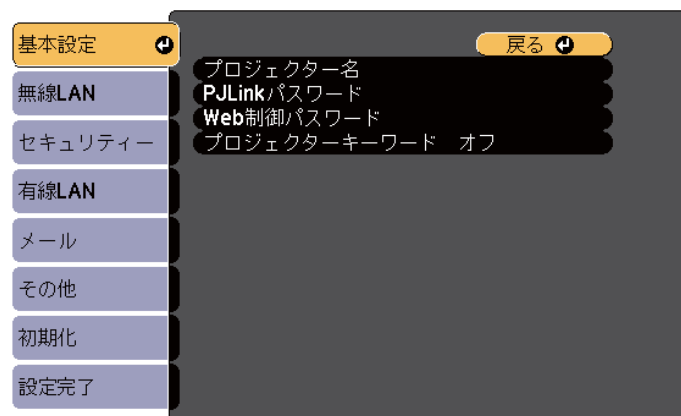 基本設定
無線LAN
セキュリティー
有線LAN
メール
その他
初期化
設定完了
戻る
プロジェクター名
PJLinkパスワード
Web制御パスワード
プロジェクターキーワード オフ